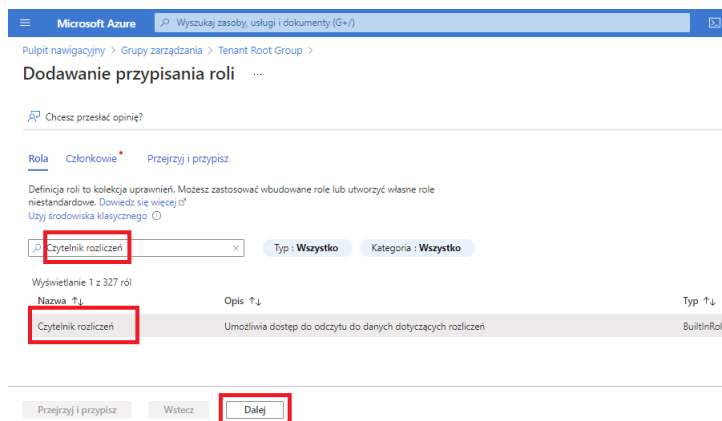 Microsoft Azure
Wyszukaj zasoby, usługi i dokumenty (G+/)
Pulpit nawigacyjny > Grupy zarządzania > Tenant Root Group >
Dodawanie przypisania roli ...
Chcesz przesłać opinię?
Rola Członkowie * Przejrzyj i przypisz
Definicja roli to kolekcja uprawnień. Możesz zastosować wbudowane role lub utworzyć własne role
niestandardowe. Dowiedz się więcej
Użyj środowiska klasycznego
Czytelnik rozliczeń × Typ : Wszystko Kategoria : Wszystko
Wyświetlanie 1 z 327 ról
Nazwa ↑↓ Opis ↑↓ Typ ↑↓
Czytelnik rozliczeń Umożliwia dostęp do odczytu do danych dotyczących rozliczeń BuiltInRol
Przejrzyj i przypisz Wstecz Dalej